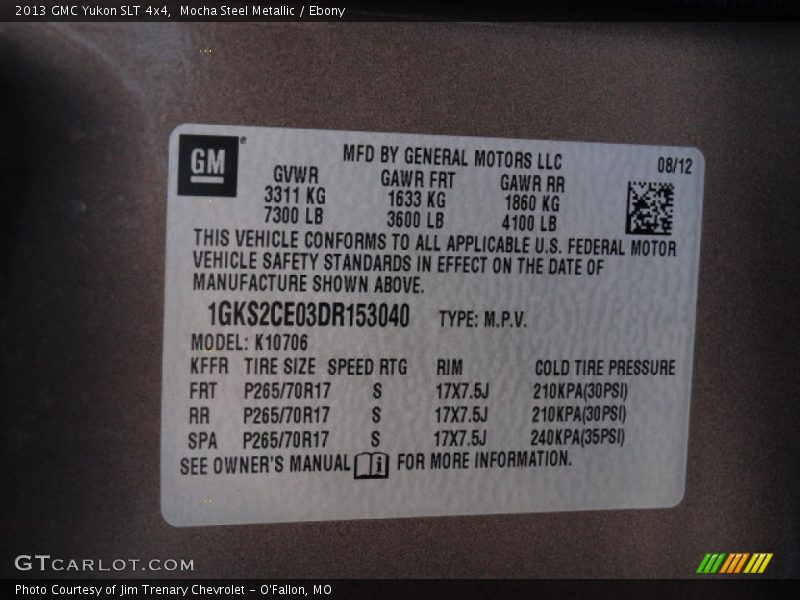 2013 GMC Yukon SLT 4x4,  Mocha Steel Metallic / Ebony
GM®
MFD BY GENERAL MOTORS LLC
08/12
GVWR GAWR FRT GAWR RR
3311 KG 1633 KG 1860 KG
7300 LB 3600 LB 4100 LB
THIS VEHICLE CONFORMS TO ALL APPLICABLE U.S. FEDERAL MOTOR
VEHICLE SAFETY STANDARDS IN EFFECT ON THE DATE OF
MANUFACTURE SHOWN ABOVE.
1GKS2CE03DR153040 TYPE: M.P.V.
MODEL: K10706
KFFR TIRE SIZE SPEED RTG RIM COLD TIRE PRESSURE
FRT P265/70R17 S 17X7.5J 210KPA(30PSI)
RR P265/70R17 S 17X7.5J 210KPA(30PSI)
SPA P265/70R17 S 17X7.5J 240KPA(35PSI)
SEE OWNER'S MANUAL i FOR MORE INFORMATION.
GTCARLOT.COM
Photo Courtesy of Jim Trenary Chevrolet - O'Fallon, MO